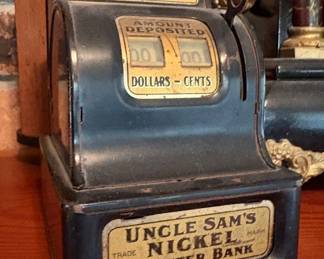 AMOUNT
DEPOSITED
00 00
DOLLARS - CENTS
UNCLE SAM'S
TRADE NICKEL MARK
BANK